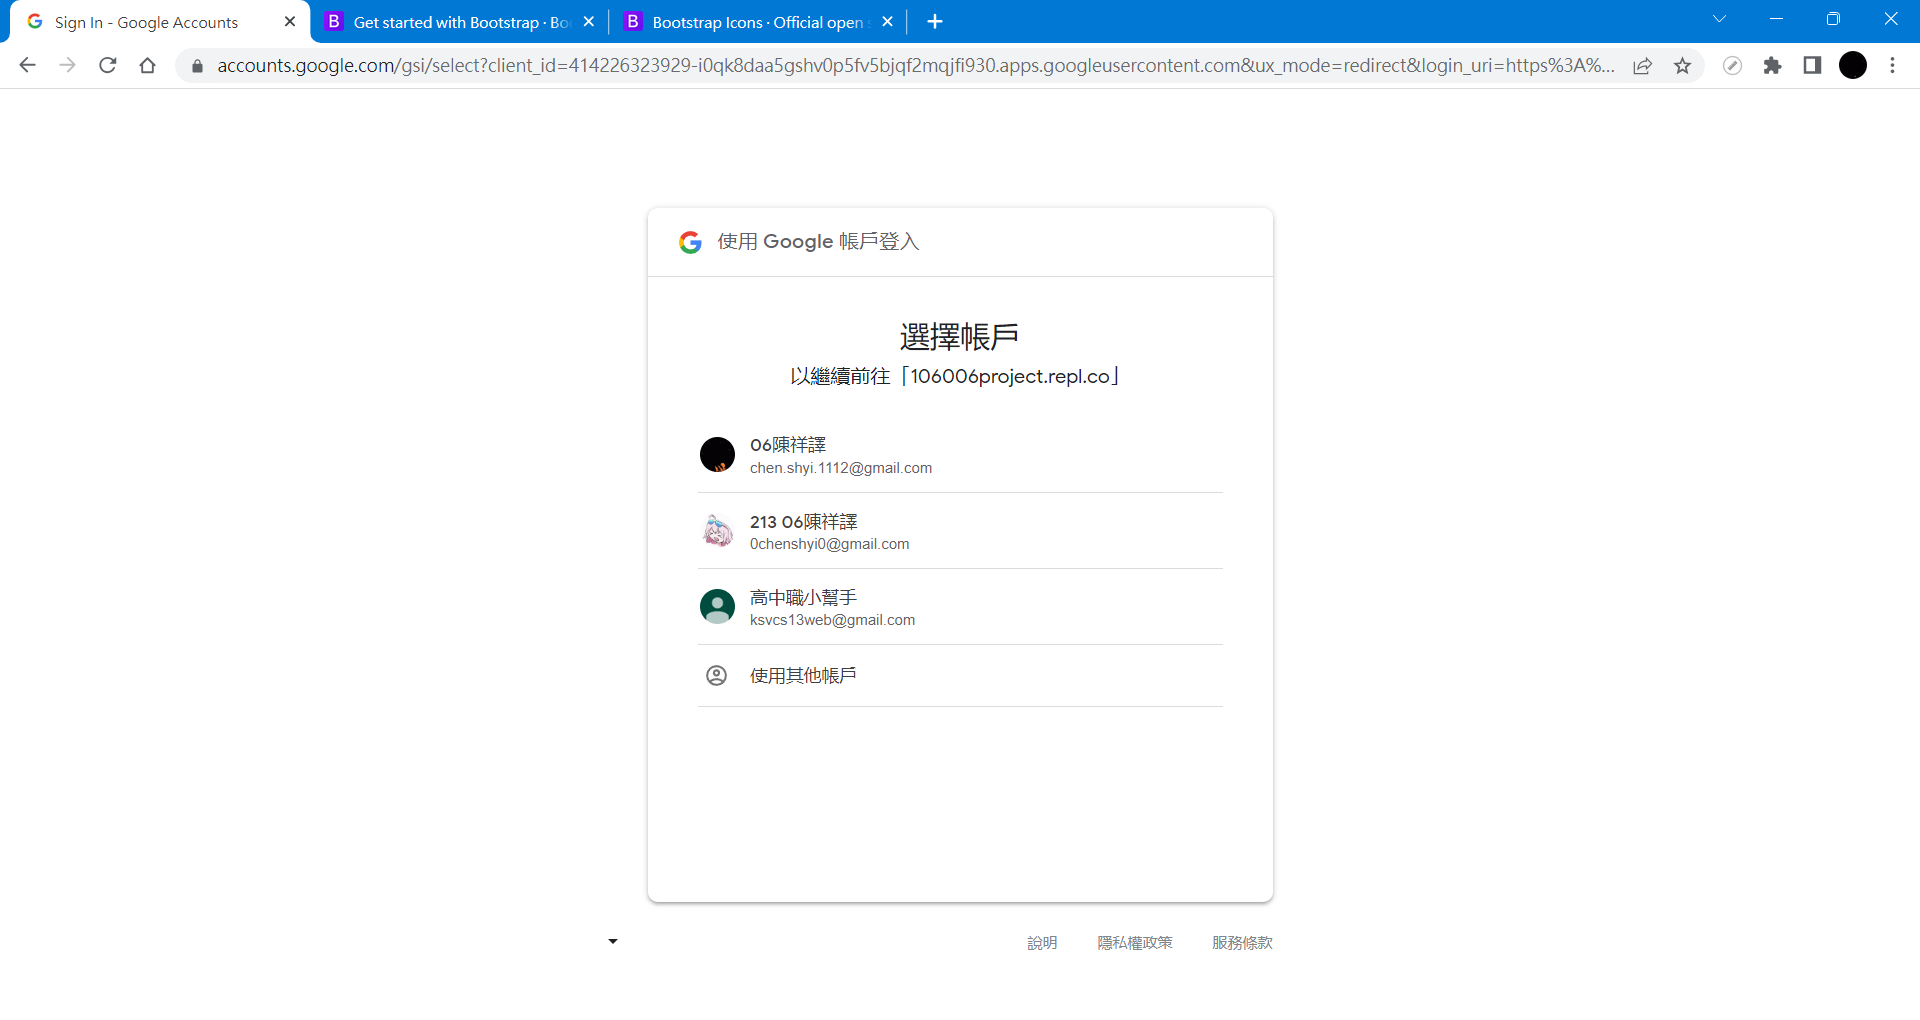 Sign In - Google Accounts
Get started with Bootstrap · Bo
Bootstrap Icons · Official open
accounts.google.com/gsi/select?client_id=414226323929-i0qk8daa5gshv0p5fv5bjqf2mqjfi930.apps.googleusercontent.com&ux_mode=redirect&login_uri=https%3A%...
使用 Google 帳戶登入
選擇帳戶
以繼續前往「106006project.repl.co」
06陳祥譯
chen.shyi.1112@gmail.com
213 06陳祥譯
0chenshyi0@gmail.com
高中職小幫手
ksvcs13web@gmail.com
使用其他帳戶
說明 隱私權政策 服務條款